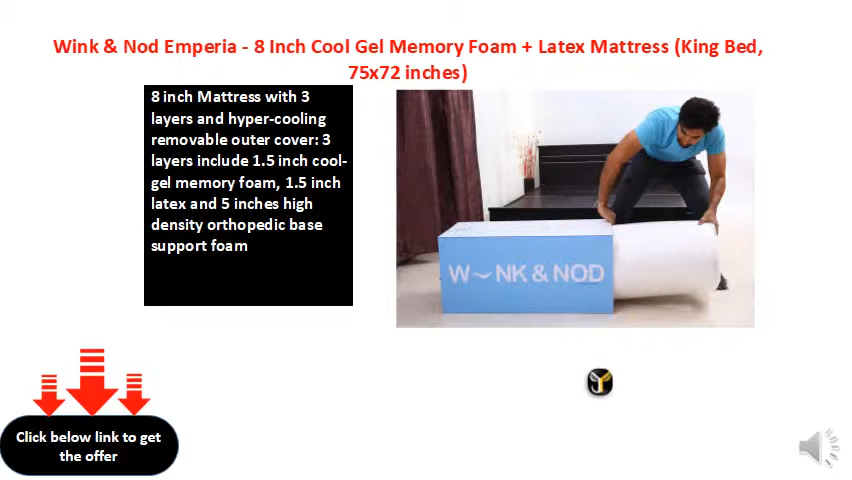 Wink & Nod Emperia - 8 Inch Cool Gel Memory Foam + Latex Mattress (King Bed,
75x72 inches)
8 inch Mattress with 3
layers and hyper-cooling
removable outer cover: 3
layers include 1.5 inch cool-
gel memory foam, 1.5 inch
latex and 5 inches high
density orthopedic base
support foam
W NK & NOD
Click below link to get
the offer